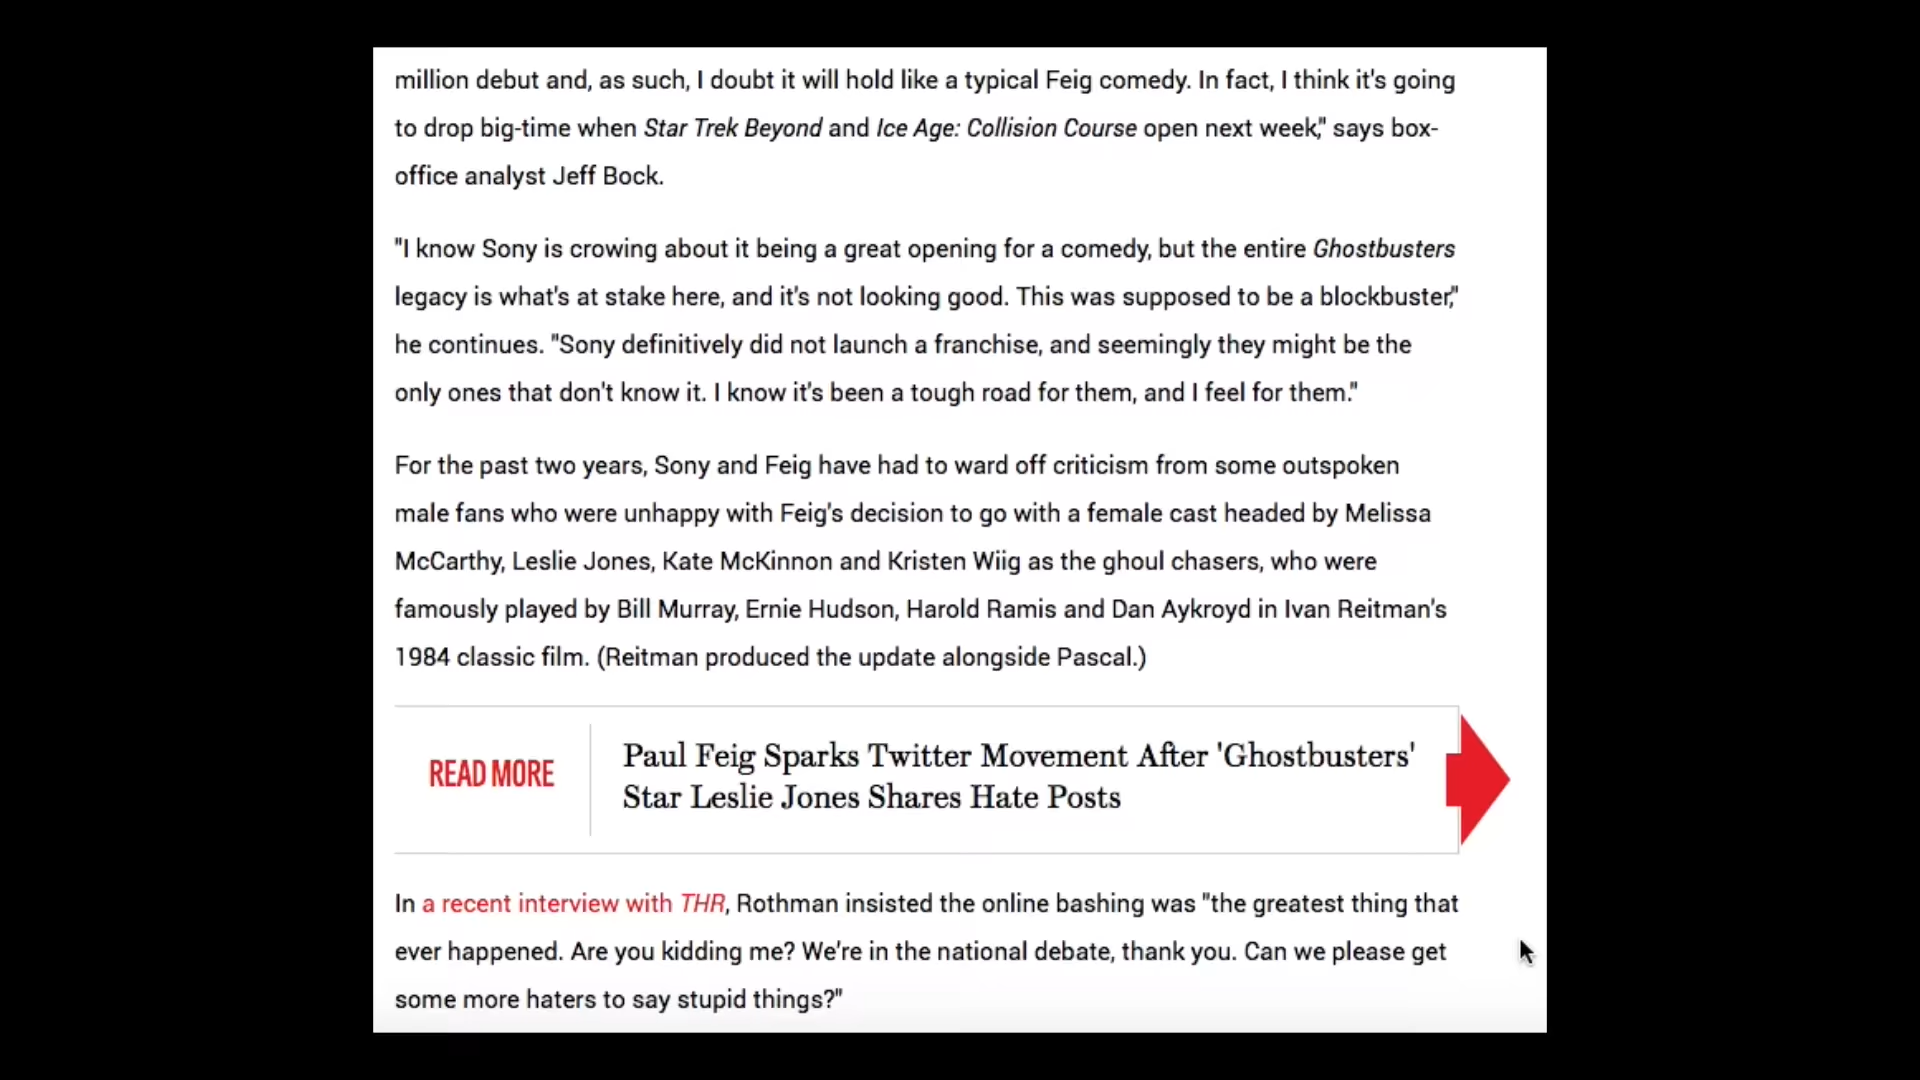 million debut and, as such, I doubt it will hold like a typical Feig comedy. In fact, I think it's going
to drop big-time when Star Trek Beyond and Ice Age: Collision Course open next week," says box-
office analyst Jeff Bock.
"I know Sony is crowing about it being a great opening for a comedy, but the entire Ghostbusters
legacy is what's at stake here, and it's not looking good. This was supposed to be a blockbuster,"
he continues. "Sony definitively did not launch a franchise, and seemingly they might be the
only ones that don't know it. I know it's been a tough road for them, and I feel for them."
For the past two years, Sony and Feig have had to ward off criticism from some outspoken
male fans who were unhappy with Feig's decision to go with a female cast headed by Melissa
McCarthy, Leslie Jones, Kate McKinnon and Kristen Wiig as the ghoul chasers, who were
famously played by Bill Murray, Ernie Hudson, Harold Ramis and Dan Aykroyd in Ivan Reitman's
1984 classic film. (Reitman produced the update alongside Pascal.)
READ MORE
Paul Feig Sparks Twitter Movement After 'Ghostbusters'
Star Leslie Jones Shares Hate Posts
In a recent interview with THR, Rothman insisted the online bashing was "the greatest thing that
ever happened. Are you kidding me? We're in the national debate, thank you. Can we please get
some more haters to say stupid things?"